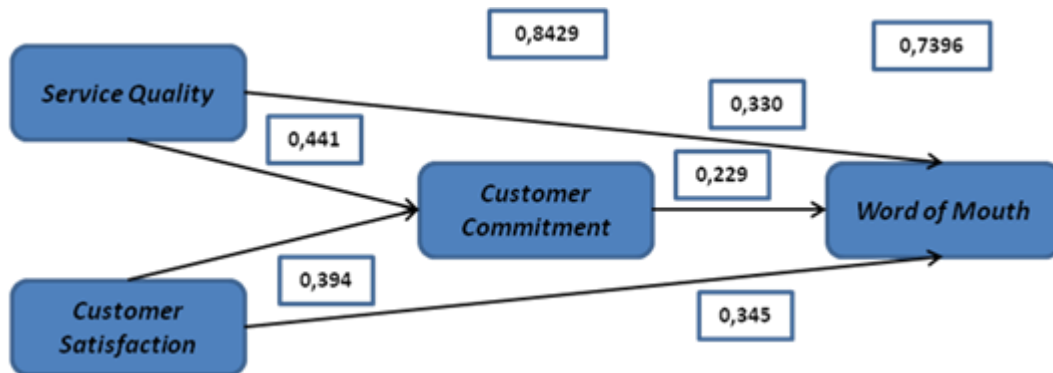 0,8429
0,7396
Service Quality
0,330
0,441
0,229
Customer
Commitment
Word of Mouth
0,394
Customer
Satisfaction
0,345